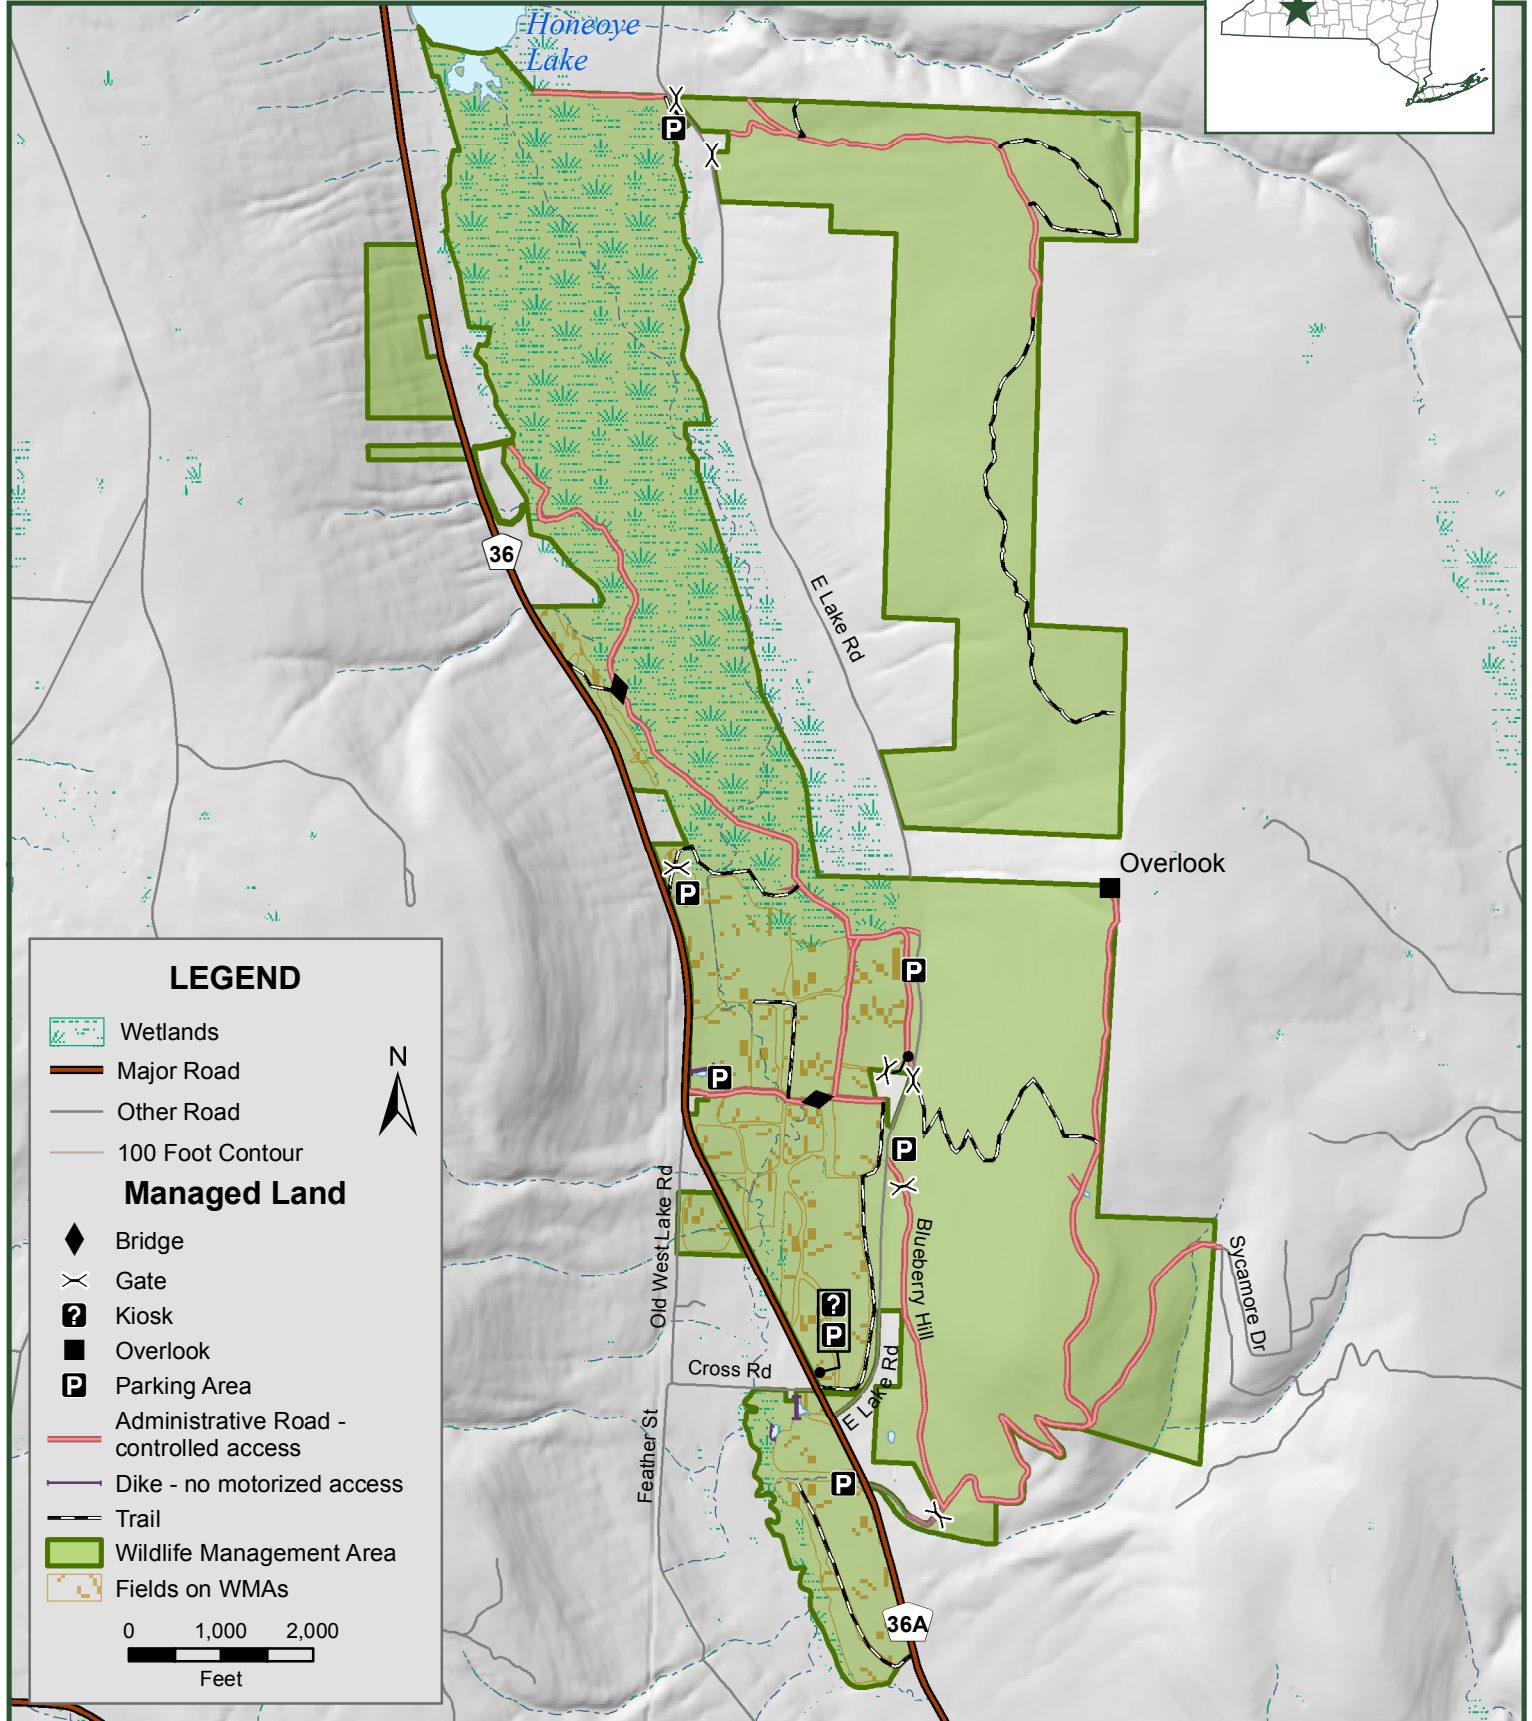 Honeoye
Lake
P
36
E Lake Rd
Overlook
P
P
P
P
Old West Lake Rd
Blueberry Hill
Sycamore Dr
?
P
Cross Rd
E Lake Rd
Feather St
P
36A
LEGEND
Wetlands
Major Road
N
Other Road
100 Foot Contour
Managed Land
Bridge
Gate
? Kiosk
Overlook
P Parking Area
Administrative Road -
controlled access
Dike - no motorized access
Trail
Wildlife Management Area
Fields on WMAs
0 1,000 2,000
Feet